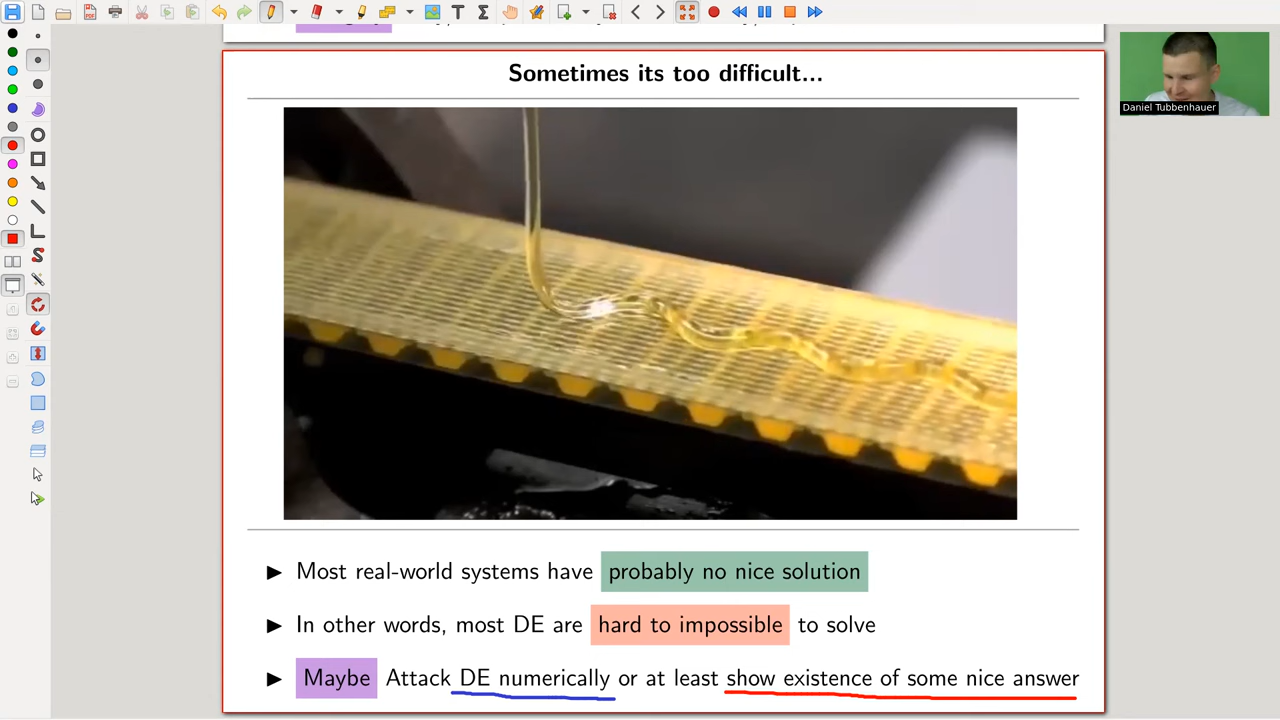 Sometimes its too difficult...
Daniel Tubbenhauer
► Most real-world systems have probably no nice solution
► In other words, most DE are hard to impossible to solve
► Maybe Attack DE numerically or at least show existence of some nice answer